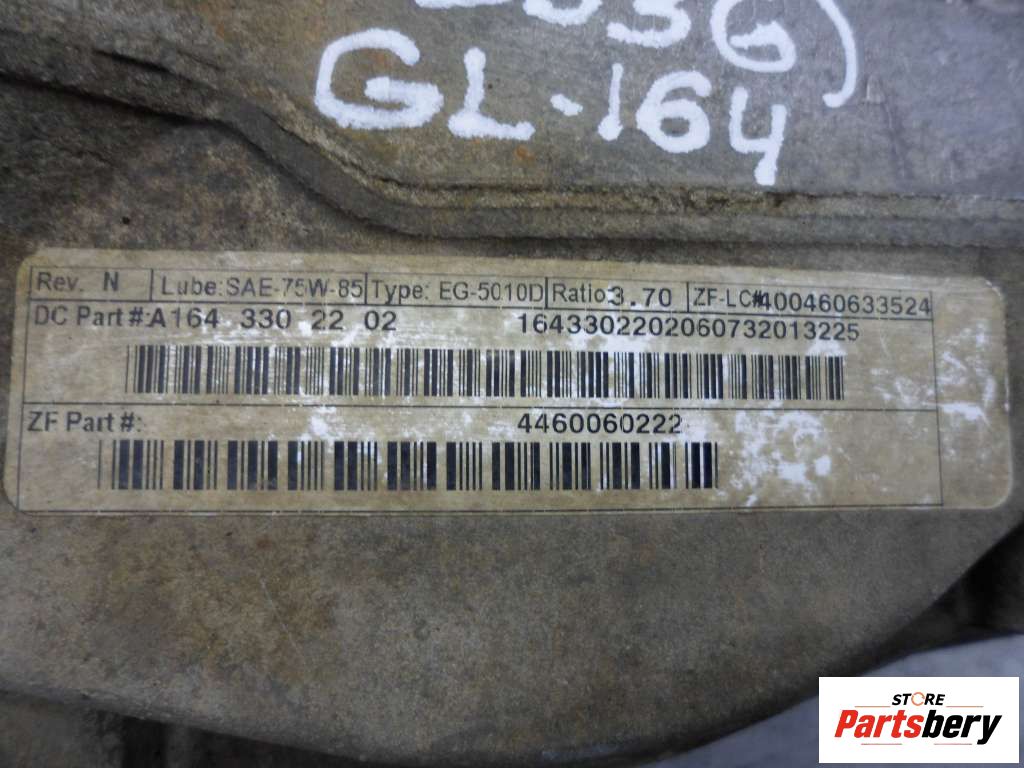 GL-164
Rev. N Lube: SAE-75W-85 Type: EG-5010D Ratio: 3.70 ZF-LC#400460633524
DC Part #: A164 330 22 02 1643302202060732013225
ZF Part #: 4460060222
STORE
Partsbery